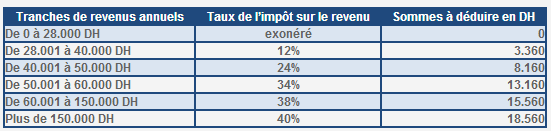 Tranches de revenus annuels Taux de l'impôt sur le revenu Sommes à déduire en DH
De 0 à 28.000 DH exonéré 0
De 28.001 à 40.000 DH 12% 3.360
De 40.001 à 50.000 DH 24% 8.160
De 50.001 à 60.000 DH 34% 13.160
De 60.001 à 150.000 DH 38% 15.560
Plus de 150.000 DH 40% 18.560